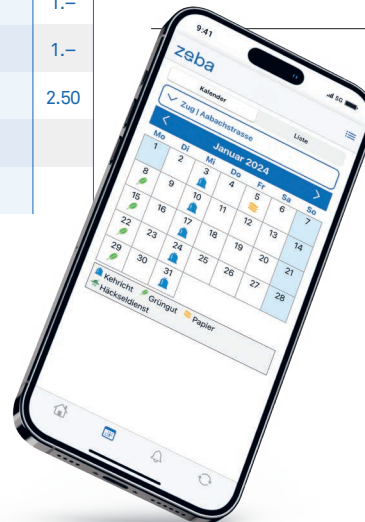 1.–
1.–
2.50
9:41
5G
zeba
Kalender Liste
Zug | Aabachstrasse
Januar 2024
Mo Di Mi Do Fr Sa So
1 2 3 4 5 6 7
8 9 10 11 12 13 14
15 16 17 18 19 20 21
22 23 24 25 26 27 28
29 30 31
Kehricht Grüngut Papier
Häckseldienst